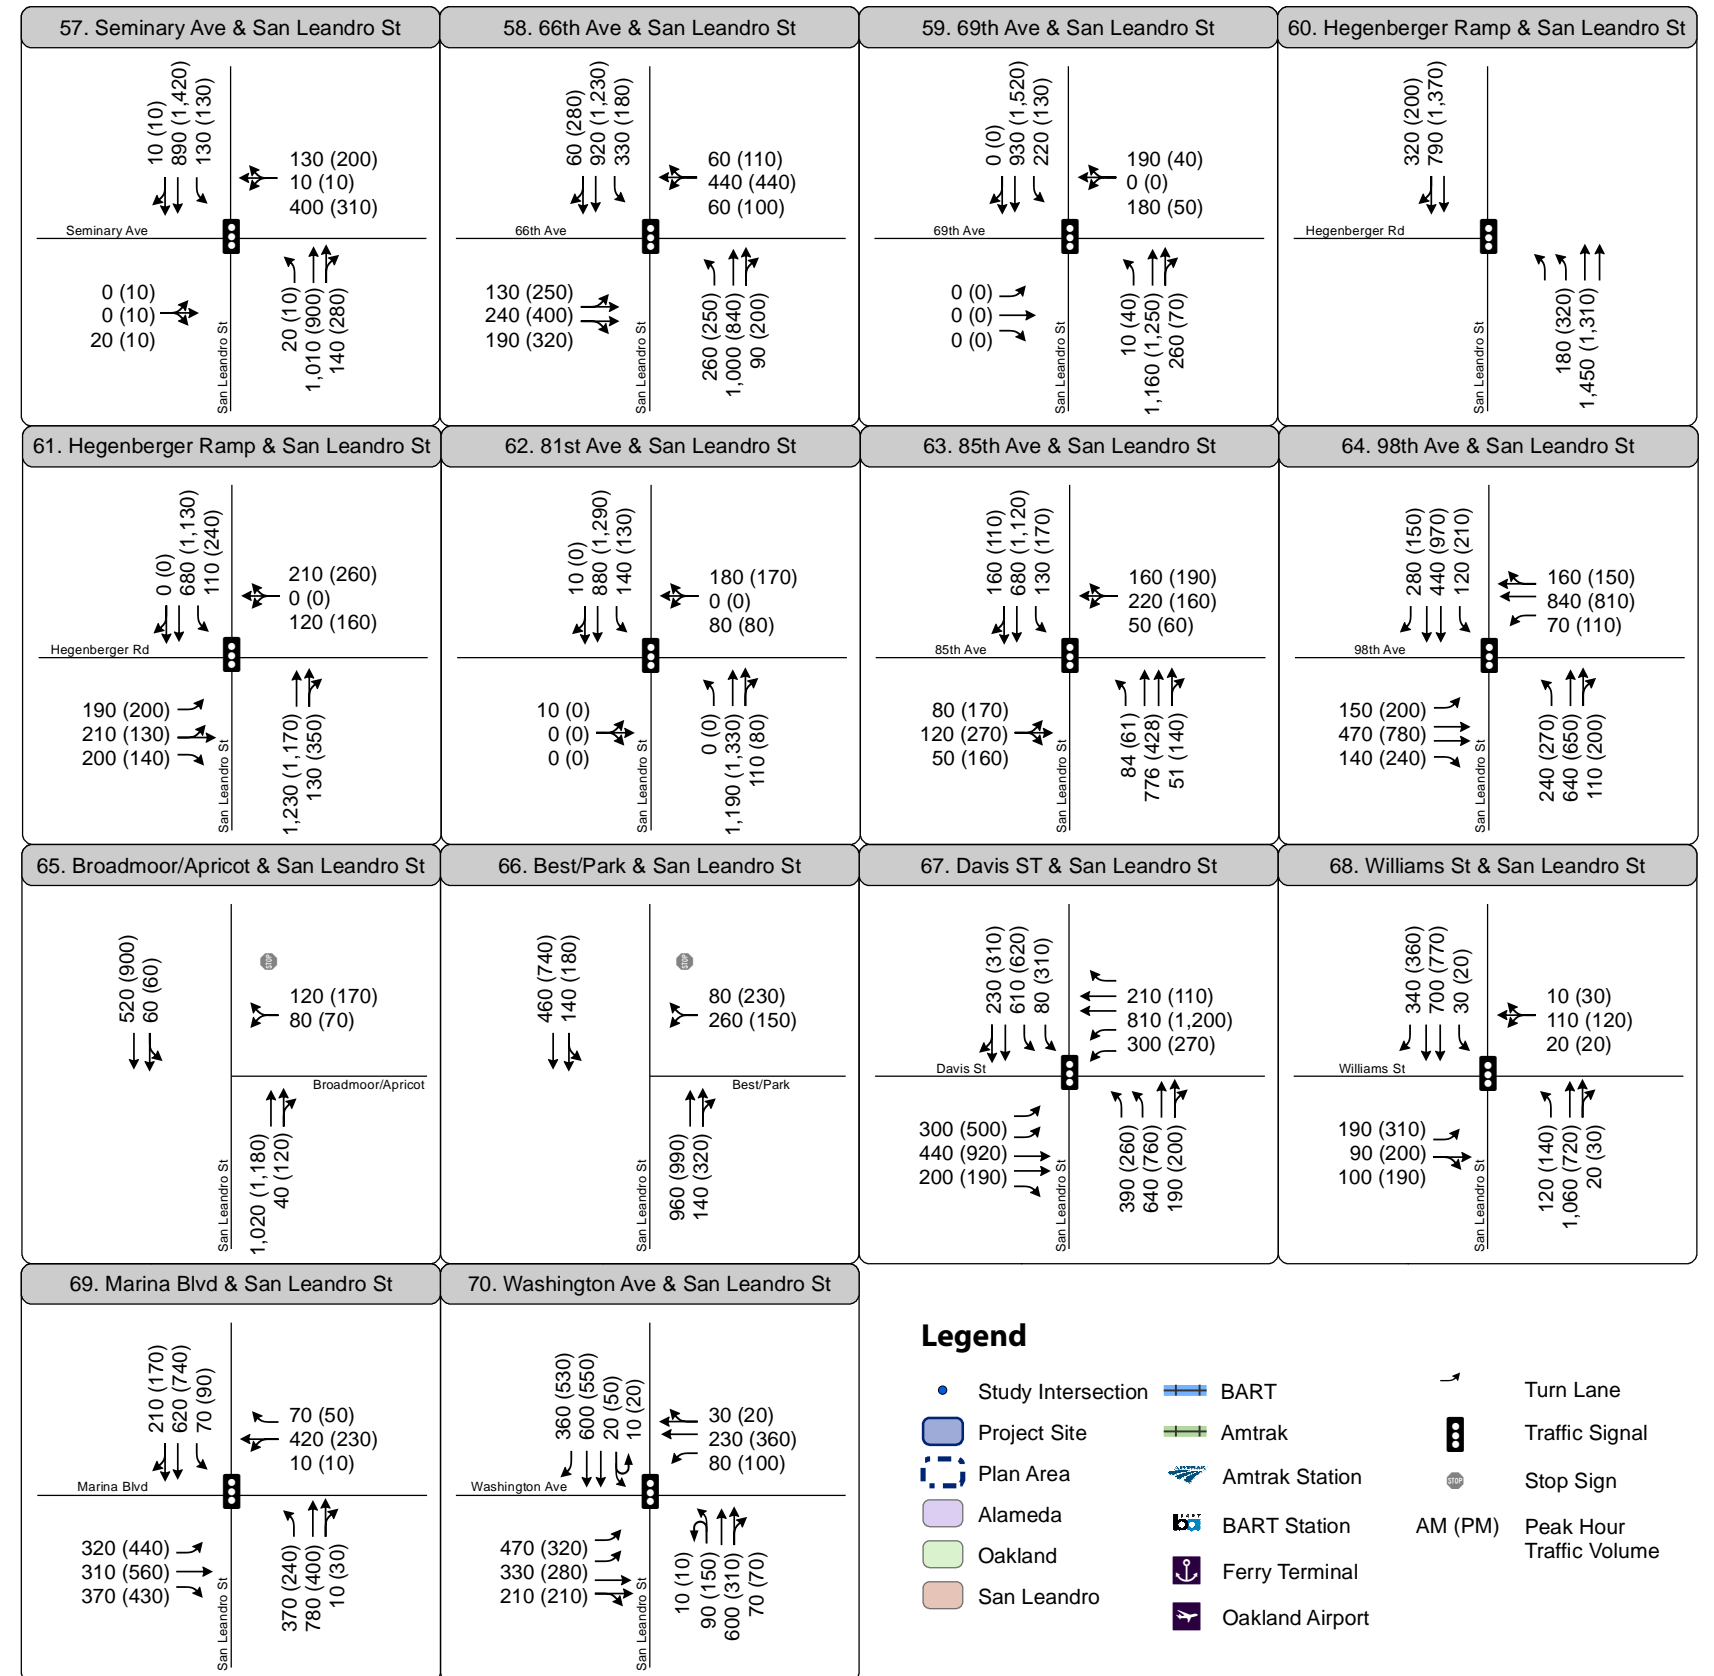 57. Seminary Ave & San Leandro St
10 (10)
890 (1,420)
130 (130)
130 (200)
10 (10)
400 (310)
Seminary Ave
0 (10)
0 (10)
20 (10)
San Leandro St
20 (10)
1,010 (900)
140 (280)
58. 66th Ave & San Leandro St
60 (280)
920 (1,230)
330 (180)
60 (110)
440 (440)
60 (100)
66th Ave
130 (250)
240 (400)
190 (320)
San Leandro St
260 (250)
1,000 (840)
90 (200)
59. 69th Ave & San Leandro St
0 (0)
930 (1,520)
220 (130)
190 (40)
0 (0)
180 (50)
69th Ave
0 (0)
0 (0)
0 (0)
San Leandro St
10 (40)
1,160 (1,250)
260 (70)
60. Hegenberger Ramp & San Leandro St
320 (200)
790 (1,370)
Hegenberger Rd
San Leandro St
180 (320)
1,450 (1,310)
61. Hegenberger Ramp & San Leandro St
0 (0)
680 (1,130)
110 (240)
210 (260)
0 (0)
120 (160)
Hegenberger Rd
190 (200)
210 (130)
200 (140)
San Leandro St
1,230 (1,170)
130 (350)
62. 81st Ave & San Leandro St
10 (0)
880 (1,290)
140 (130)
180 (170)
0 (0)
80 (80)
10 (0)
0 (0)
0 (0)
San Leandro St
0 (0)
1,190 (1,330)
110 (80)
63. 85th Ave & San Leandro St
160 (110)
680 (1,120)
130 (170)
160 (190)
220 (160)
50 (60)
85th Ave
80 (170)
120 (270)
50 (160)
San Leandro St
84 (61)
776 (428)
51 (140)
64. 98th Ave & San Leandro St
280 (150)
440 (970)
120 (210)
160 (150)
840 (810)
70 (110)
98th Ave
150 (200)
470 (780)
140 (240)
San Leandro St
240 (270)
640 (650)
110 (200)
65. Broadmoor/Apricot & San Leandro St
520 (900)
60 (60)
STOP
120 (170)
80 (70)
Broadmoor/Apricot
San Leandro St
1,020 (1,180)
40 (120)
66. Best/Park & San Leandro St
460 (740)
140 (180)
STOP
80 (230)
260 (150)
Best/Park
San Leandro St
960 (990)
140 (320)
67. Davis ST & San Leandro St
230 (310)
610 (620)
80 (310)
210 (110)
810 (1,200)
300 (270)
Davis St
300 (500)
440 (920)
200 (190)
San Leandro St
390 (260)
640 (760)
190 (200)
68. Williams St & San Leandro St
340 (360)
700 (770)
30 (20)
10 (30)
110 (120)
20 (20)
Williams St
190 (310)
90 (200)
100 (190)
San Leandro St
120 (140)
1,060 (720)
20 (30)
69. Marina Blvd & San Leandro St
210 (170)
620 (740)
70 (90)
70 (50)
420 (230)
10 (10)
Marina Blvd
320 (440)
310 (560)
370 (430)
San Leandro St
370 (240)
780 (400)
10 (30)
70. Washington Ave & San Leandro St
360 (530)
600 (550)
20 (50)
10 (20)
30 (20)
230 (360)
80 (100)
Washington Ave
470 (320)
330 (280)
210 (210)
San Leandro St
10 (10)
90 (150)
600 (310)
70 (70)
Legend
Study Intersection
Project Site
Plan Area
Alameda
Oakland
San Leandro
BART
Amtrak
Amtrak Station
BART Station
Ferry Terminal
Oakland Airport
Turn Lane
Traffic Signal
STOP
Stop Sign
AM (PM)
Peak Hour
Traffic Volume